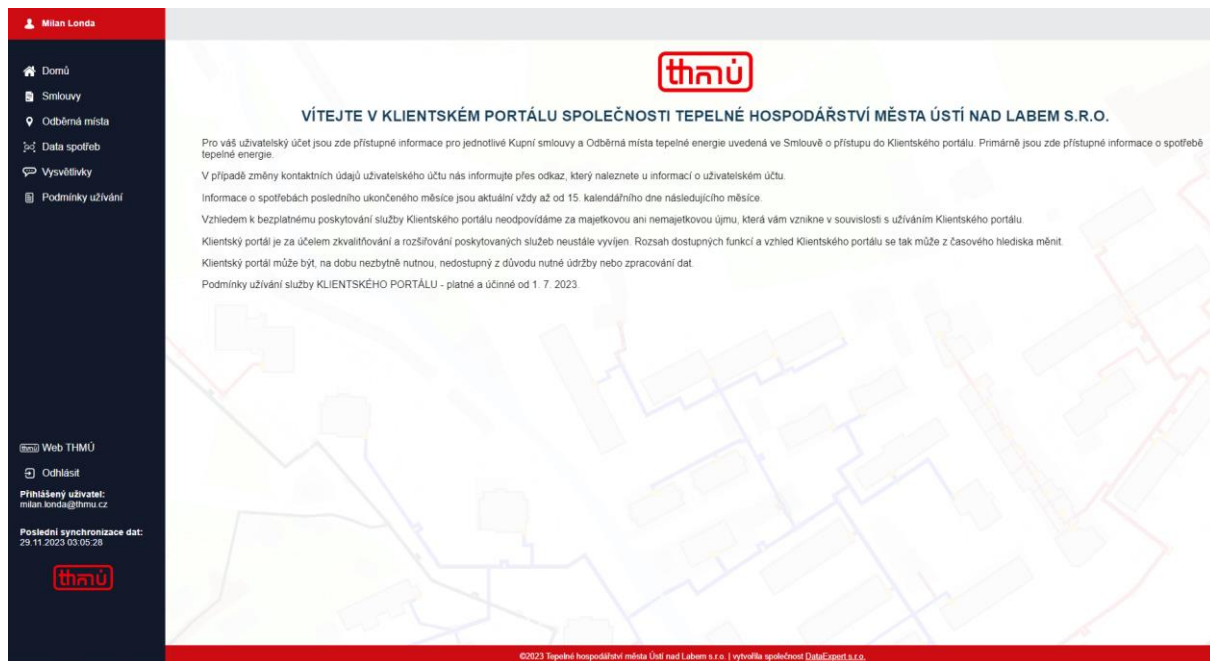 Milan Londa
Domů
Smlouvy
Odběrná místa
Data spotřeb
Vysvětlivky
Podmínky užívání
thmú Web THMÚ
Odhlásit
Přihlášený uživatel:
milan.londa@thmu.cz
Poslední synchronizace dat:
29.11.2023 03:05:28
thmú
thmú
VÍTEJTE V KLIENTSKÉM PORTÁLU SPOLEČNOSTI TEPELNÉ HOSPODÁŘSTVÍ MĚSTA ÚSTÍ NAD LABEM S.R.O.
Pro váš uživatelský účet jsou zde přístupné informace pro jednotlivé Kupní smlouvy a Odběrná místa tepelné energie uvedená ve Smlouvě o přístupu do Klientského portálu. Primárně jsou zde přístupné informace o spotřebě
tepelné energie.
V případě změny kontaktních údajů uživatelského účtu nás informujte přes odkaz, který naleznete u informací o uživatelském účtu.
Informace o spotřebách posledního ukončeného měsíce jsou aktuální vždy až od 15. kalendářního dne následujícího měsíce.
Vzhledem k bezplatnému poskytování služby Klientského portálu neodpovídáme za majetkovou ani nemajetkovou újmu, která vám vznikne v souvislosti s užíváním Klientského portálu.
Klientský portál je za účelem zkvalitňování a rozšiřování poskytovaných služeb neustále vyvíjen. Rozsah dostupných funkcí a vzhled Klientského portálu se tak může z časového hlediska měnit.
Klientský portál může být, na dobu nezbytně nutnou, nedostupný z důvodu nutné údržby nebo zpracování dat.
Podmínky užívání služby KLIENTSKÉHO PORTÁLU - platné a účinné od 1. 7. 2023.
©2023 Tepelné hospodářství města Ústí nad Labem s.r.o. | vytvořila společnost DataExpert s.r.o.